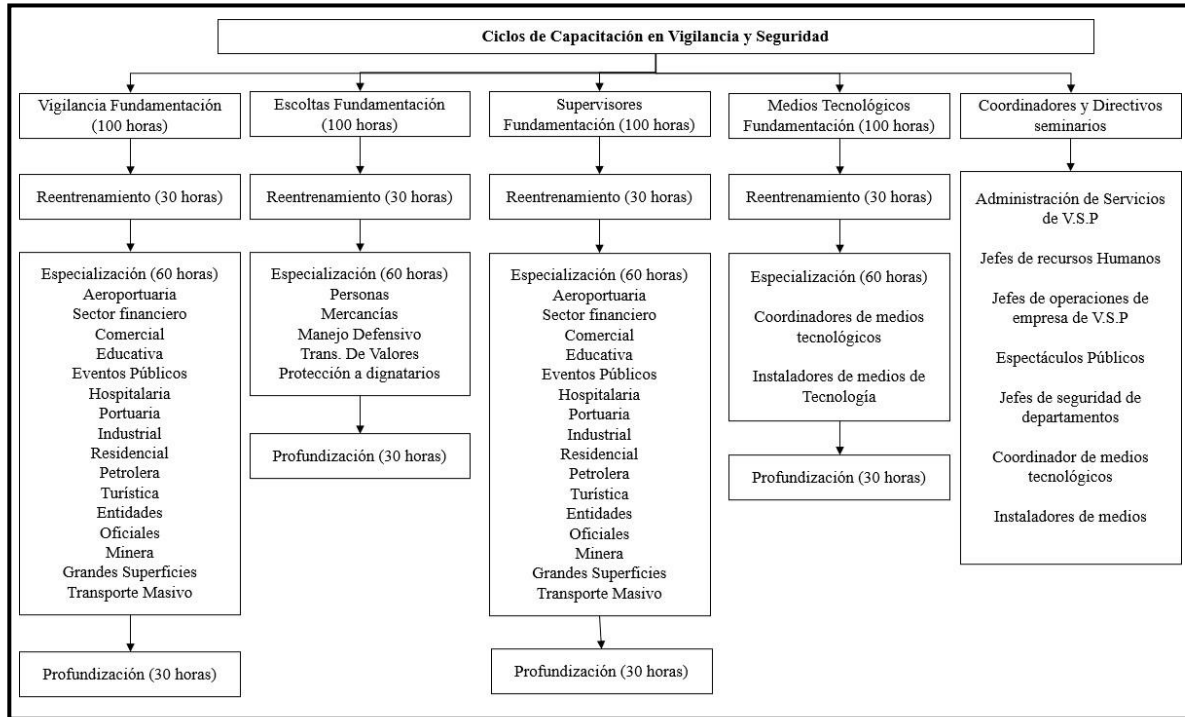 Ciclos de Capacitación en Vigilancia y Seguridad
Vigilancia Fundamentación
(100 horas)
Reentrenamiento (30 horas)
Especialización (60 horas)
Aeroportuaria
Sector financiero
Comercial
Educativa
Eventos Públicos
Hospitalaria
Portuaria
Industrial
Residencial
Petrolera
Turística
Entidades
Oficiales
Minera
Grandes Superficies
Transporte Masivo
Profundización (30 horas)
Escoltas Fundamentación
(100 horas)
Reentrenamiento (30 horas)
Especialización (60 horas)
Personas
Mercancías
Manejo Defensivo
Trans. De Valores
Protección a dignatarios
Profundización (30 horas)
Supervisores
Fundamentación (100 horas)
Reentrenamiento (30 horas)
Especialización (60 horas)
Aeroportuaria
Sector financiero
Comercial
Educativa
Eventos Públicos
Hospitalaria
Portuaria
Industrial
Residencial
Petrolera
Turística
Entidades
Oficiales
Minera
Grandes Superficies
Transporte Masivo
Profundización (30 horas)
Medios Tecnológicos
Fundamentación (100 horas)
Reentrenamiento (30 horas)
Especialización (60 horas)
Coordinadores de medios
tecnológicos
Instaladores de medios de
Tecnología
Profundización (30 horas)
Coordinadores y Directivos
seminarios
Administración de Servicios
de V.S.P
Jefes de recursos Humanos
Jefes de operaciones de
empresa de V.S.P
Espectáculos Públicos
Jefes de seguridad de
departamentos
Coordinador de medios
tecnológicos
Instaladores de medios